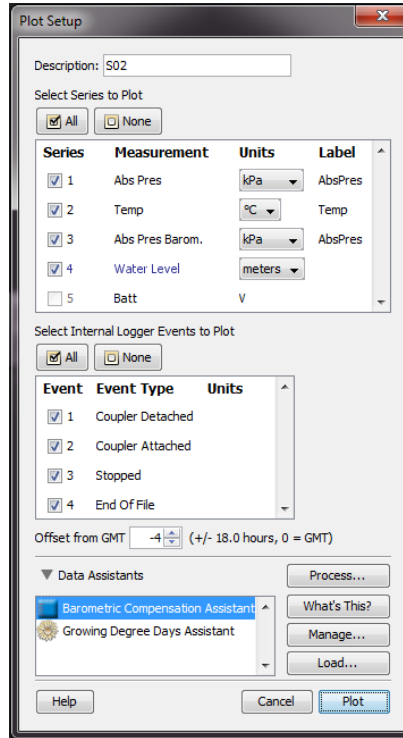 Plot Setup
Description: S02
Select Series to Plot
All None
Series Measurement Units Label
1 Abs Pres kPa AbsPres
2 Temp °C Temp
3 Abs Pres Barom. kPa AbsPres
4 Water Level meters
5 Batt V
Select Internal Logger Events to Plot
All None
Event Event Type Units
1 Coupler Detached
2 Coupler Attached
3 Stopped
4 End Of File
Offset from GMT -4 (+/- 18.0 hours, 0 = GMT)
Data Assistants Process...
Barometric Compensation Assistant What's This?
Growing Degree Days Assistant Manage...
Load...
Help Cancel Plot